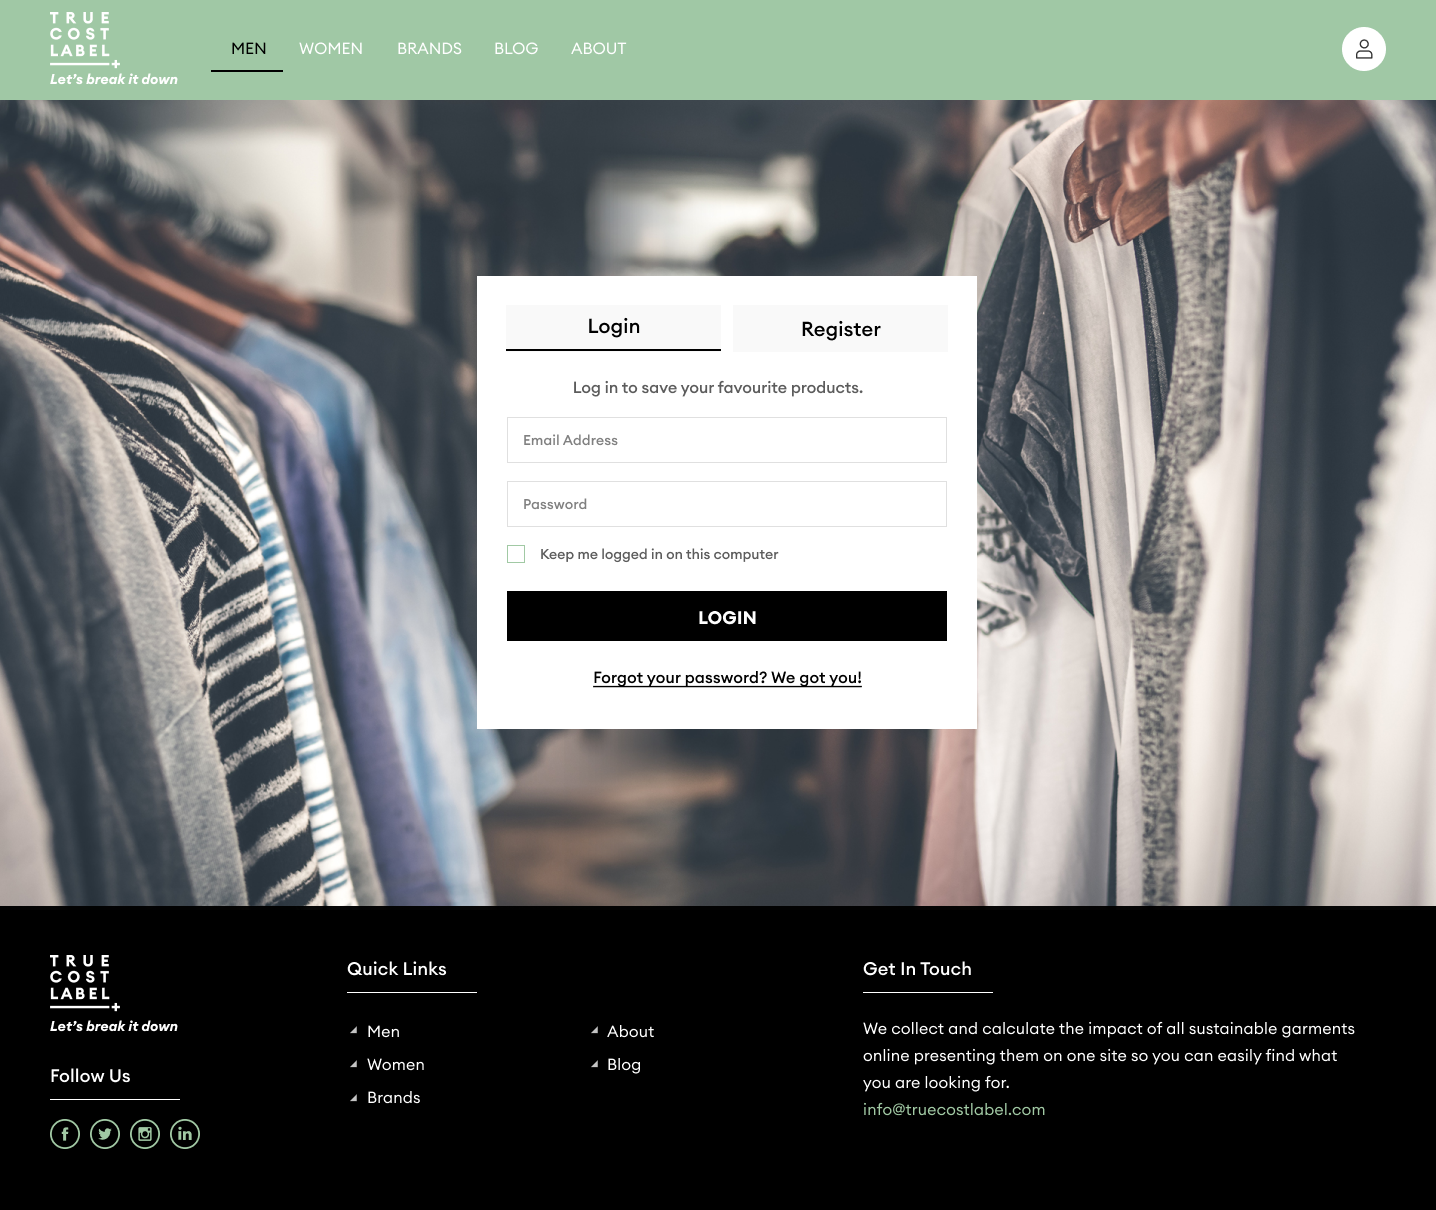 TRUE
COST
LABEL
Let's break it down
MEN WOMEN BRANDS BLOG ABOUT
Login Register
Log in to save your favourite products.
Email Address
Password
Keep me logged in on this computer
LOGIN
Forgot your password? We got you!
TRUE
COST
LABEL
Let's break it down
Follow Us
Quick Links
Men
Women
Brands
About
Blog
Get In Touch
We collect and calculate the impact of all sustainable garments
online presenting them on one site so you can easily find what
you are looking for.
info@truecostlabel.com